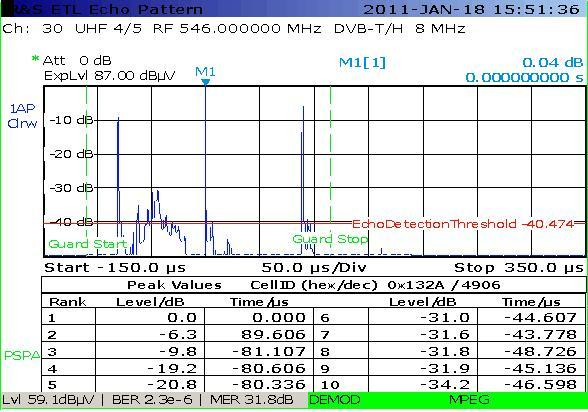 R&S ETL Echo Pattern 2011-JAN-18 15:51:36
Ch: 30 UHF 4/5 RF 546.000000 MHz DVB-T/H 8 MHz
* Att 0 dB
ExpLvl 87.00 dBµV
M1
M1[1] 0.04 dB
0.000000000 s
1AP
Clrw
-10 dB
-20 dB
-30 dB
-40 dB
EchoDetectionThreshold -40.474
Guard Start
Guard Stop
Start -150.0 µs 50.0 µs/Div Stop 350.0 µs
Peak Values CellID (hex/dec) 0x132A /4906
Rank Level/dB Time/µs Level/dB Time/µs
1 0.0 0.000 6 -31.0 -44.607
2 -6.3 89.606 7 -31.6 -43.778
3 -9.8 -81.107 8 -31.8 -48.726
4 -19.2 -80.606 9 -31.9 -45.136
5 -20.8 -80.336 10 -34.2 -46.598
PSPA
Lvl 59.1dBµV | BER 2.3e-6 | MER 31.8dB DEMOD MPEG